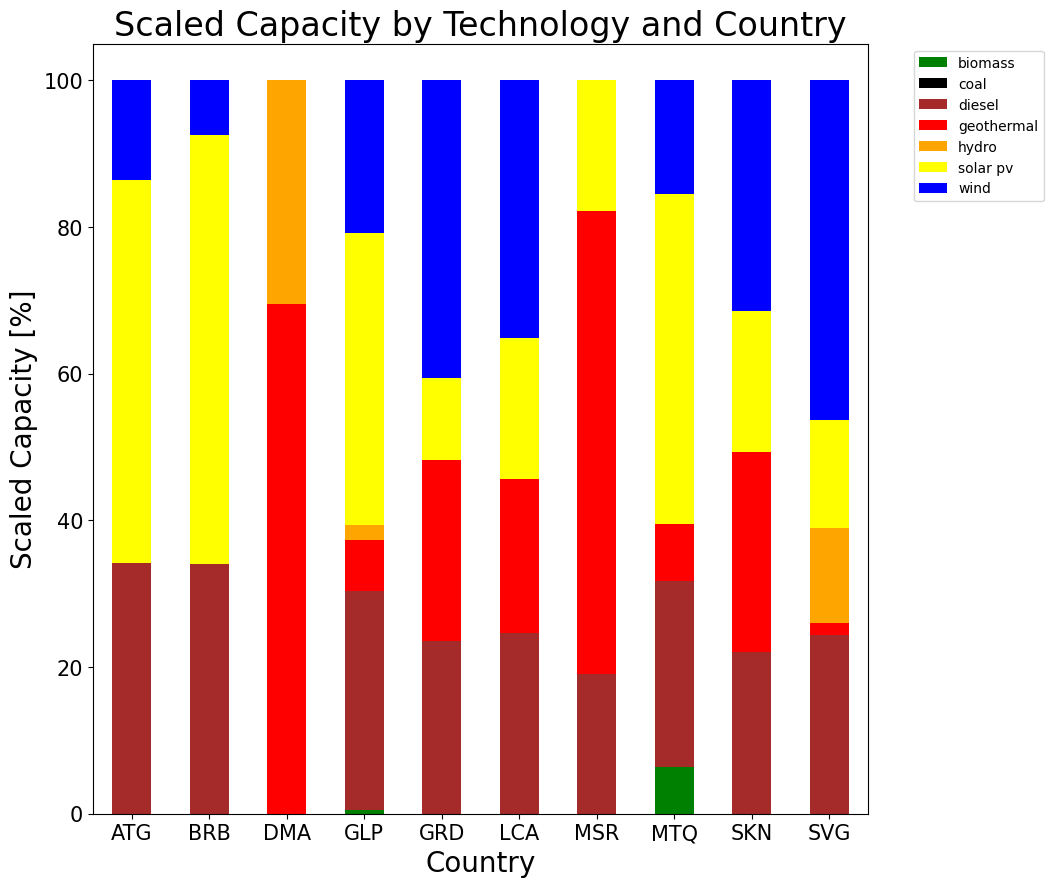 Scaled Capacity by Technology and Country
biomass
coal
diesel
geothermal
hydro
solar pv
wind
Scaled Capacity [%]
100
80
60
40
20
0
ATG BRB DMA GLP GRD LCA MSR MTQ SKN SVG
Country